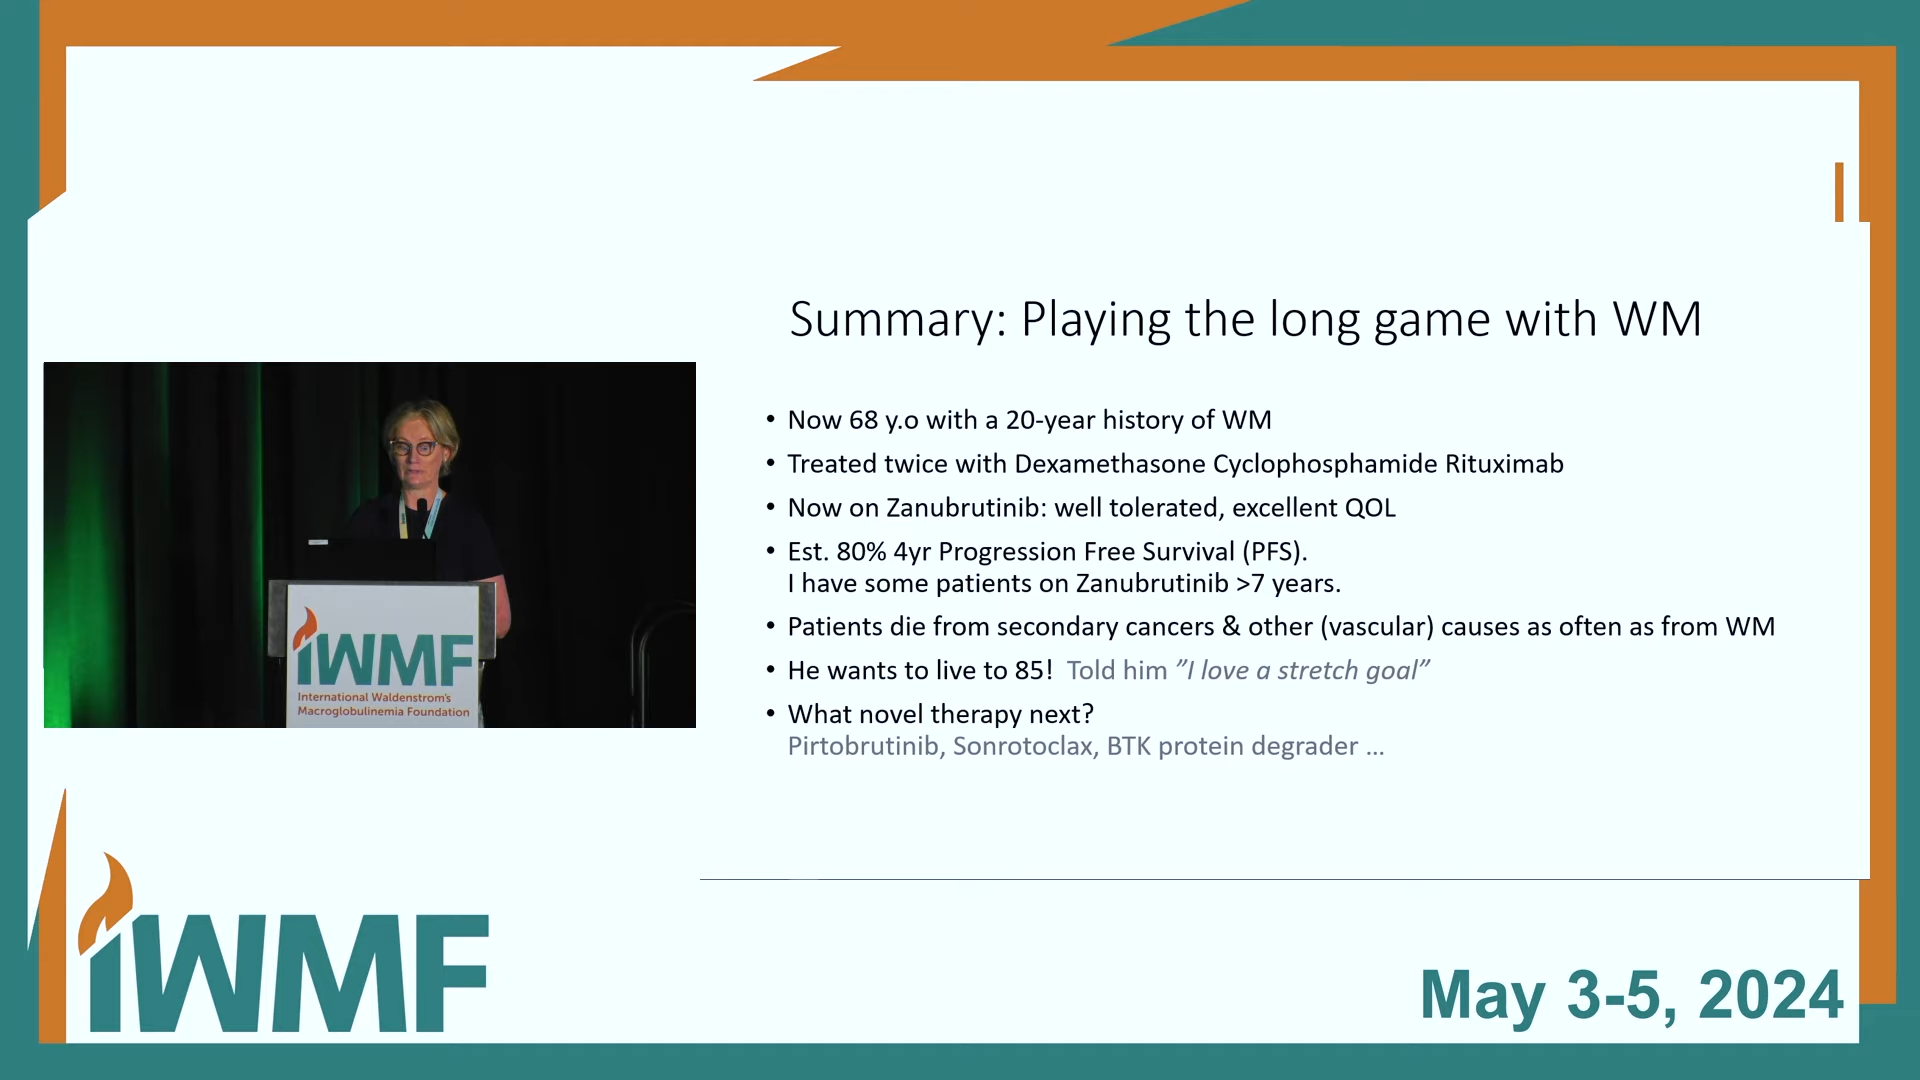 Summary: Playing the long game with WM
• Now 68 y.o with a 20-year history of WM
• Treated twice with Dexamethasone Cyclophosphamide Rituximab
• Now on Zanubrutinib: well tolerated, excellent QOL
• Est. 80% 4yr Progression Free Survival (PFS).
I have some patients on Zanubrutinib >7 years.
• Patients die from secondary cancers & other (vascular) causes as often as from WM
• He wants to live to 85! Told him ”I love a stretch goal”
• What novel therapy next?
Pirtobrutinib, Sonrotoclax, BTK protein degrader ...
iWMF
International Waldenstrom's
Macroglobulinemia Foundation
iWMF
May 3-5, 2024